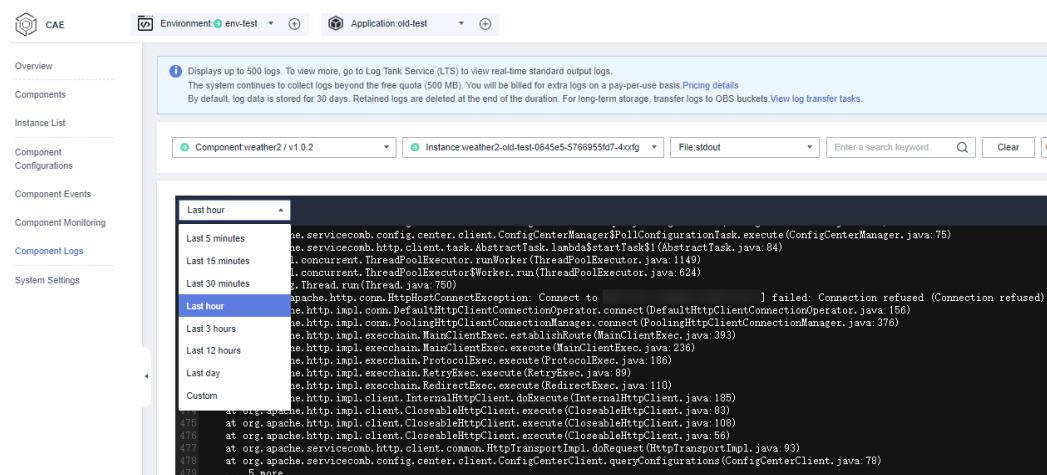 CAE
Environment: env-test
Application:old-test
Overview
Components
Instance List
Component
Configurations
Component Events
Component Monitoring
Component Logs
System Settings
Displays up to 500 logs. To view more, go to Log Tank Service (LTS) to view real-time standard output logs.
The system continues to collect logs beyond the free quota (500 MB). You will be billed for extra logs on a pay-per-use basis.Pricing details
By default, log data is stored for 30 days. Retained logs are deleted at the end of the duration. For long-term storage, transfer logs to OBS buckets.View log transfer tasks.
Component:weather2 / v1.0.2
Instance:weather2-old-test-0645e5-5766955fd7-4xxfg
File:stdout
Enter a search keyword.
Clear
Last hour
Last 5 minutes
Last 15 minutes
Last 30 minutes
Last hour
Last 3 hours
Last 12 hours
Last day
Custom
he.servicecomb.config.center.client.ConfigCenterManager$PollConfigurationTask.execute(ConfigCenterManager.java:75)
he.servicecomb.http.client.task.AbstractTask.lambda$startTask$1(AbstractTask.java:84)
l.concurrent.ThreadPoolExecutor.runWorker(ThreadPoolExecutor.java:1149)
l.concurrent.ThreadPoolExecutor$Worker.run(ThreadPoolExecutor.java:624)
g.Thread.run(Thread.java:750)
apache.http.conn.HttpHostConnectException: Connect to ] failed: Connection refused (Connection refused)
he.http.impl.conn.DefaultHttpClientConnectionOperator.connect(DefaultHttpClientConnectionOperator.java:156)
he.http.impl.conn.PoolingHttpClientConnectionManager.connect(PoolingHttpClientConnectionManager.java:376)
he.http.impl.execchain.MainClientExec.establishRoute(MainClientExec.java:393)
he.http.impl.execchain.MainClientExec.execute(MainClientExec.java:236)
he.http.impl.execchain.ProtocolExec.execute(ProtocolExec.java:186)
he.http.impl.execchain.RetryExec.execute(RetryExec.java:89)
he.http.impl.execchain.RedirectExec.execute(RedirectExec.java:110)
he.http.impl.client.InternalHttpClient.doExecute(InternalHttpClient.java:185)
474 at org.apache.http.impl.client.CloseableHttpClient.execute(CloseableHttpClient.java:83)
475 at org.apache.http.impl.client.CloseableHttpClient.execute(CloseableHttpClient.java:108)
476 at org.apache.http.impl.client.CloseableHttpClient.execute(CloseableHttpClient.java:56)
477 at org.apache.servicecomb.http.client.common.HttpTransportImpl.doRequest(HttpTransportImpl.java:93)
478 at org.apache.servicecomb.config.center.client.ConfigCenterClient.queryConfigurations(ConfigCenterClient.java:78)
479 5 more